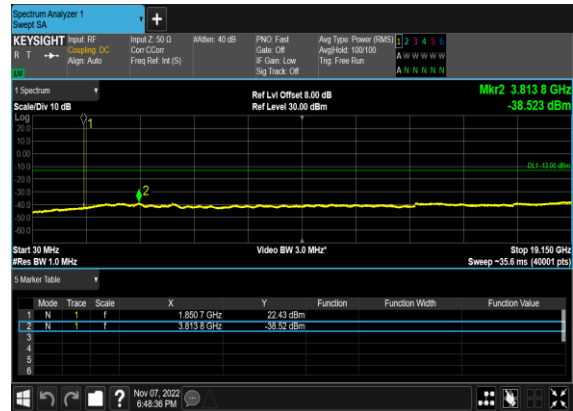 Spectrum Analyzer 1
Swept SA
+
KEYSIGHT Input: RF Input Z: 50 Ω #Atten: 40 dB PNO: Fast Avg Type: Power (RMS) 1 2 3 4 5 6
R T Coupling: DC Corr CCorr Gate: Off Avg|Hold: 100/100 A W W W W W
Align: Auto Freq Ref: Int (S) IF Gain: Low Trig: Free Run
LW Sig Track: Off A N N N N N
1 Spectrum Ref Lvl Offset 8.00 dB Mkr2 3.813 8 GHz
Scale/Div 10 dB Ref Level 30.00 dBm -38.523 dBm
Log
1
20.0
10.0
0.00
-10.0
DL1 -13.00 dBm
-20.0
-30.0
2
-40.0
-50.0
-60.0
Start 30 MHz Video BW 3.0 MHz* Stop 19.150 GHz
#Res BW 1.0 MHz Sweep ~35.6 ms (40001 pts)
5 Marker Table
Mode Trace Scale X Y Function Function Width Function Value
1 N 1 f 1.850 7 GHz 22.43 dBm
2 N 1 f 3.813 8 GHz -38.52 dBm
3
4
5
6
? Nov 07, 2022
6:48:36 PM